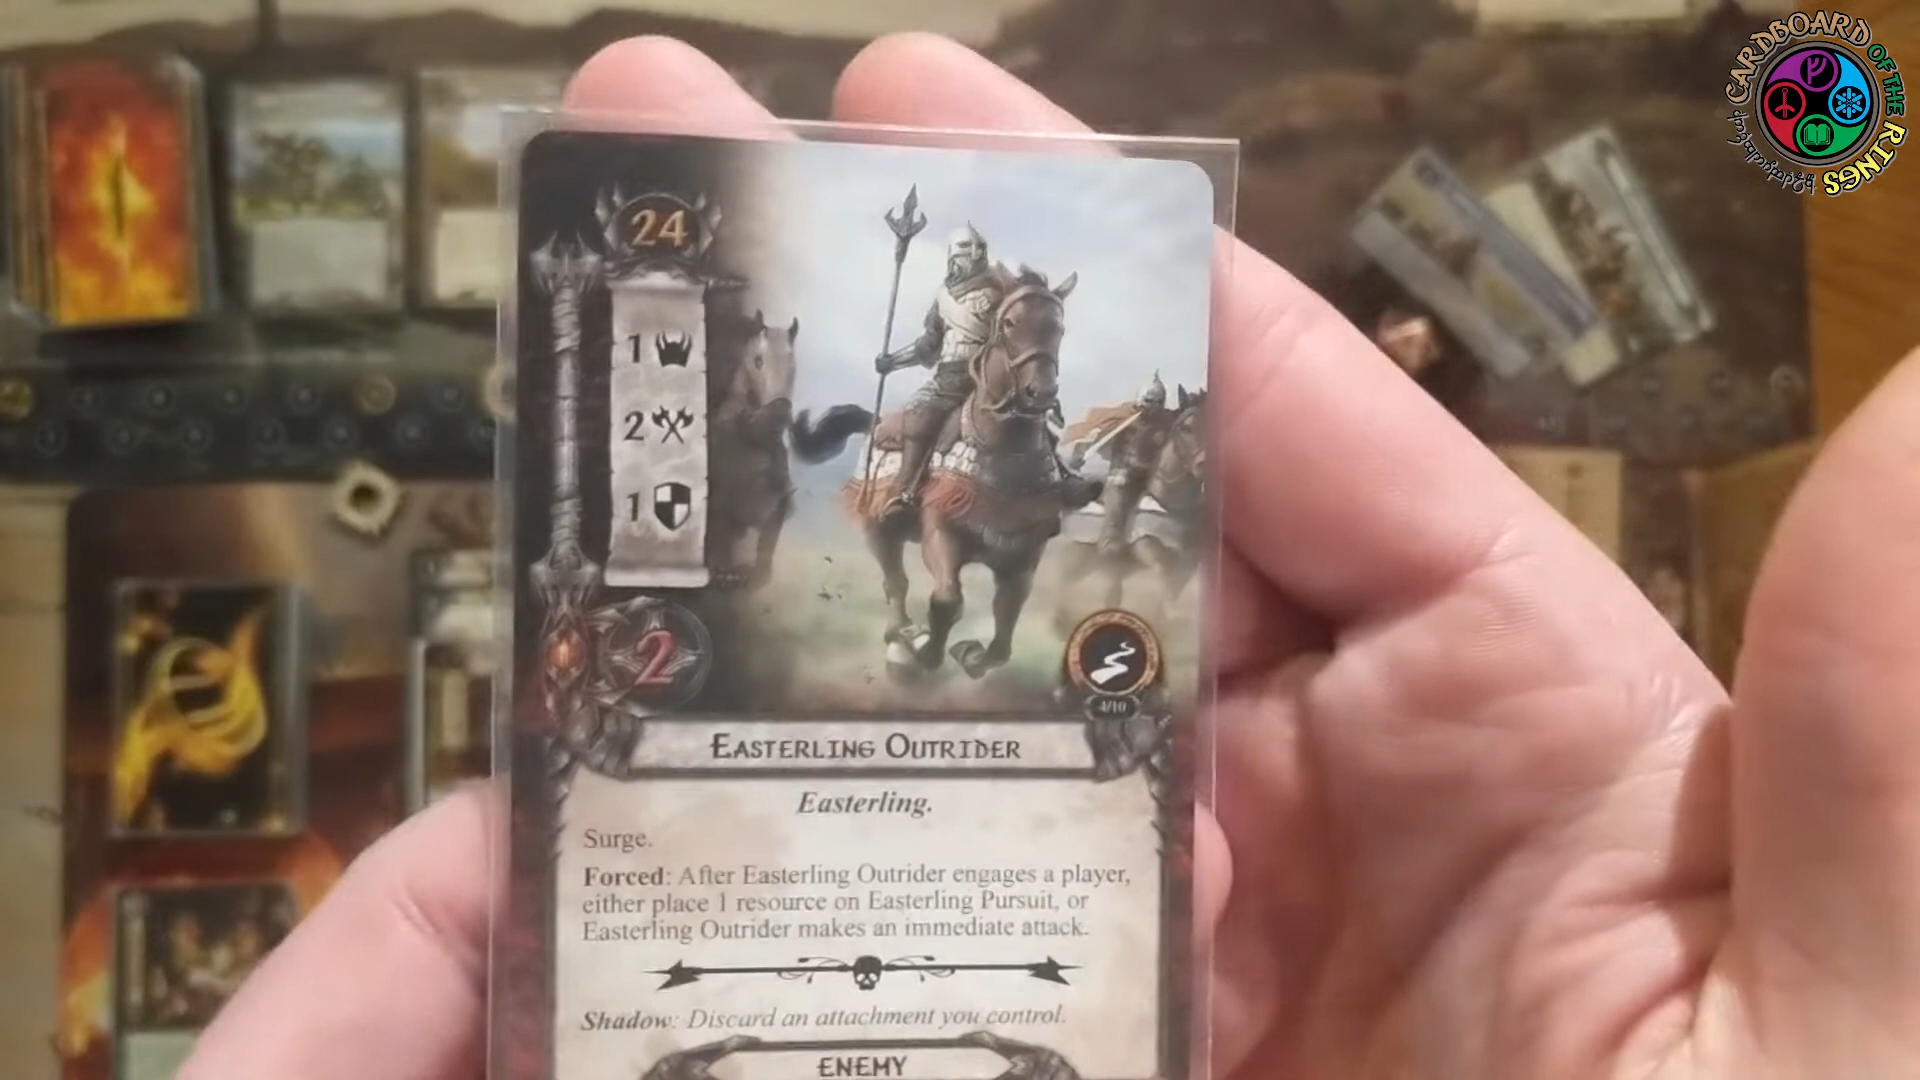 CARDBOARD OF THE RINGS
24
1
2
1
2
4/10
EASTERLING OUTRIDER
Easterling.
Surge.
Forced: After Easterling Outrider engages a player,
either place 1 resource on Easterling Pursuit, or
Easterling Outrider makes an immediate attack.
Shadow: Discard an attachment you control.
ENEMY